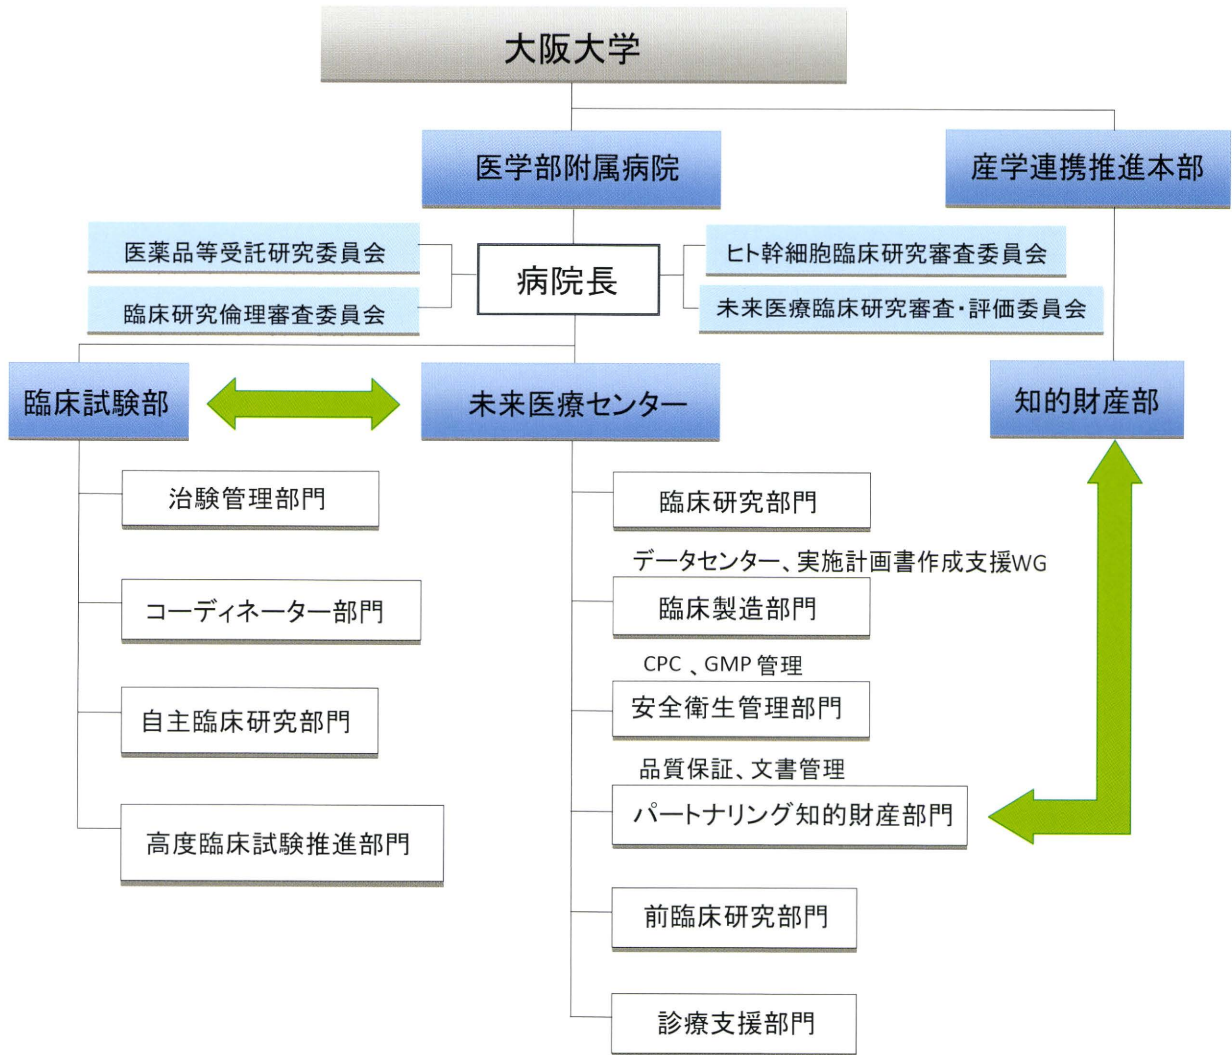 大阪大学
医学部附属病院
産学連携推進本部
医薬品等受託研究委員会
病院長
ヒト幹細胞臨床研究審査委員会
臨床研究倫理審査委員会
未来医療臨床研究審査・評価委員会
臨床試験部
未来医療センター
知的財産部
治験管理部門
コーディネーター部門
自主臨床研究部門
高度臨床試験推進部門
臨床研究部門
データセンター、実施計画書作成支援WG
臨床製造部門
CPC 、GMP 管理
安全衛生管理部門
品質保証、文書管理
パートナリング知的財産部門
前臨床研究部門
診療支援部門